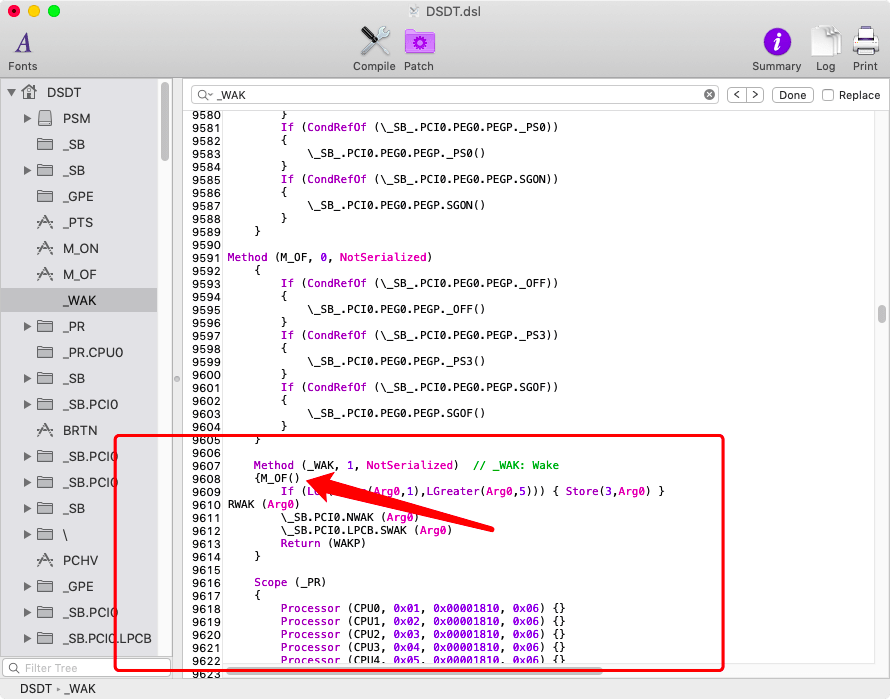 DSDT.dsl
A
Fonts
Compile
Patch
Summary
Log
Print
DSDT
PSM
_SB
_SB
_GPE
_PTS
M_ON
M_OF
_WAK
_PR
_PR.CPU0
_SB
_SB.PCI0
BRTN
_SB.PCI0
_SB.PCI0
_SB
\
PCHV
_GPE
_SB.PCI0
_SB.PCI0.LPCB
Filter Tree
DSDT _WAK
_WAK
< > Done Replace
9580 }
9581 If (CondRefOf (\_SB_.PCI0.PEG0.PEGP._PS0))
9582 {
9583 \_SB_.PCI0.PEG0.PEGP._PS0()
9584 }
9585 If (CondRefOf (\_SB_.PCI0.PEG0.PEGP.SGON))
9586 {
9587 \_SB_.PCI0.PEG0.PEGP.SGON()
9588 }
9589 }
9590
9591 Method (M_OF, 0, NotSerialized)
9592 {
9593 If (CondRefOf (\_SB_.PCI0.PEG0.PEGP._OFF))
9594 {
9595 \_SB_.PCI0.PEG0.PEGP._OFF()
9596 }
9597 If (CondRefOf (\_SB_.PCI0.PEG0.PEGP._PS3))
9598 {
9599 \_SB_.PCI0.PEG0.PEGP._PS3()
9600 }
9601 If (CondRefOf (\_SB_.PCI0.PEG0.PEGP.SGOF))
9602 {
9603 \_SB_.PCI0.PEG0.PEGP.SGOF()
9604 }
9605 }
9606
9607 Method (_WAK, 1, NotSerialized) // _WAK: Wake
9608 {M_OF()
9609 If (Arg0,1),LGreater(Arg0,5))) { Store(3,Arg0) }
9610 RWAK (Arg0)
9611 \_SB.PCI0.NWAK (Arg0)
9612 \_SB.PCI0.LPCB.SWAK (Arg0)
9613 Return (WAKP)
9614 }
9615
9616 Scope (_PR)
9617 {
9618 Processor (CPU0, 0x01, 0x00001810, 0x06) {}
9619 Processor (CPU1, 0x02, 0x00001810, 0x06) {}
9620 Processor (CPU2, 0x03, 0x00001810, 0x06) {}
9621 Processor (CPU3, 0x04, 0x00001810, 0x06) {}
9622 Processor (CPU4, 0x05, 0x00001810, 0x06) {}
9623